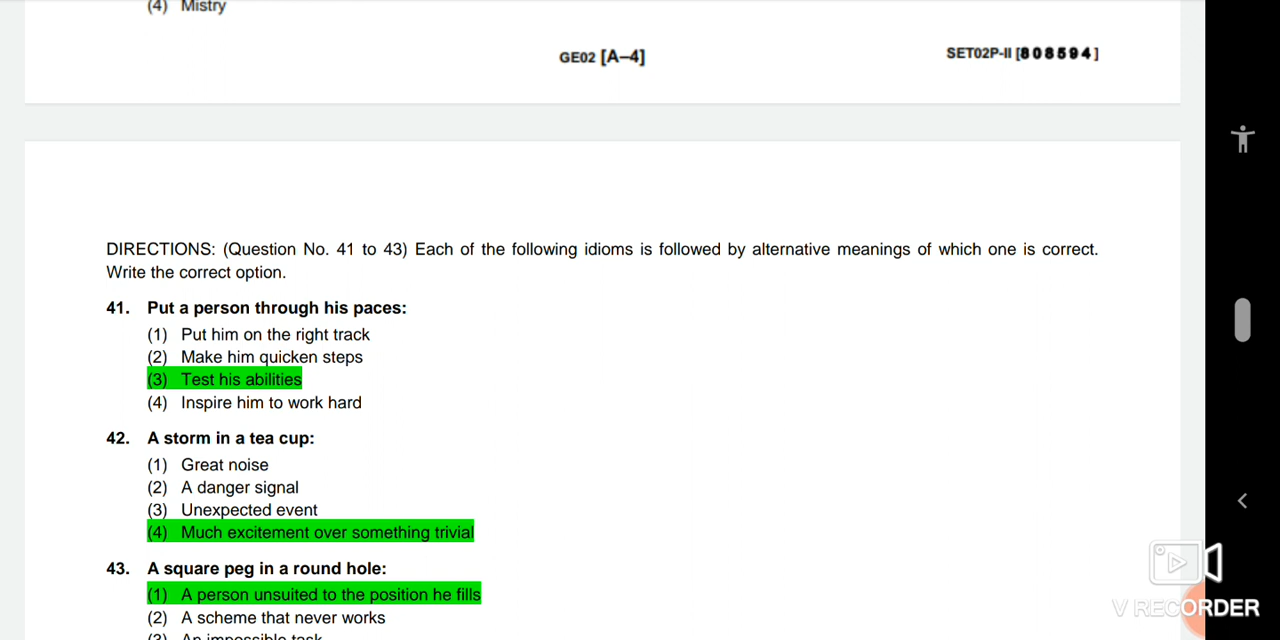 (4) Mistry
GE02 [A–4]
SET02P-II [808594]
DIRECTIONS: (Question No. 41 to 43) Each of the following idioms is followed by alternative meanings of which one is correct.
Write the correct option.
41. Put a person through his paces:
(1) Put him on the right track
(2) Make him quicken steps
(3) Test his abilities
(4) Inspire him to work hard
42. A storm in a tea cup:
(1) Great noise
(2) A danger signal
(3) Unexpected event
(4) Much excitement over something trivial
43. A square peg in a round hole:
(1) A person unsuited to the position he fills
(2) A scheme that never works
(3) An impossible task
V RECORDER